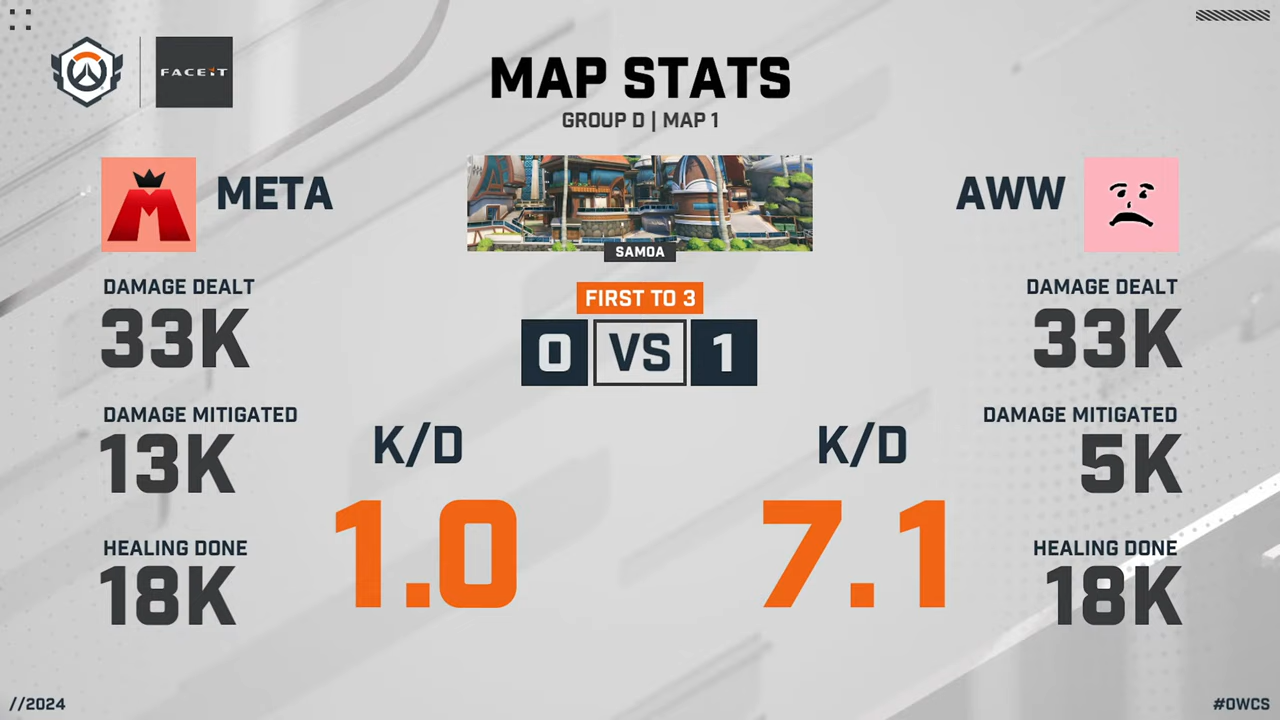 FACEIT
MAP STATS
GROUP D | MAP 1
META
AWW
SAMOA
DAMAGE DEALT
33K
FIRST TO 3
0 VS 1
DAMAGE DEALT
33K
DAMAGE MITIGATED
13K
K/D
1.0
K/D
7.1
DAMAGE MITIGATED
5K
HEALING DONE
18K
HEALING DONE
18K
//2024
#OWCS